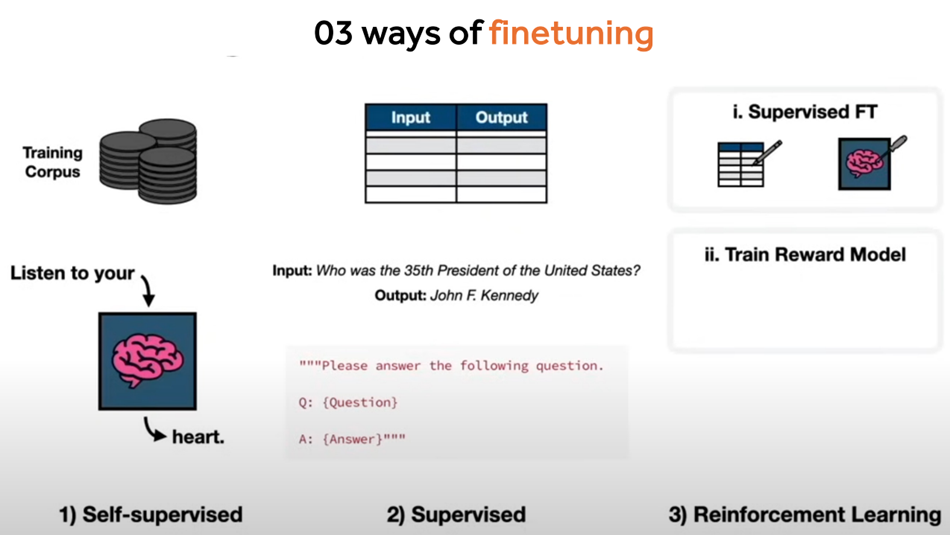 03 ways of finetuning
Training
Corpus
Listen to your
heart.
1) Self-supervised
Input Output
Input: Who was the 35th President of the United States?
Output: John F. Kennedy
"""Please answer the following question.
Q: {Question}
A: {Answer}"""
2) Supervised
i. Supervised FT
ii. Train Reward Model
3) Reinforcement Learning